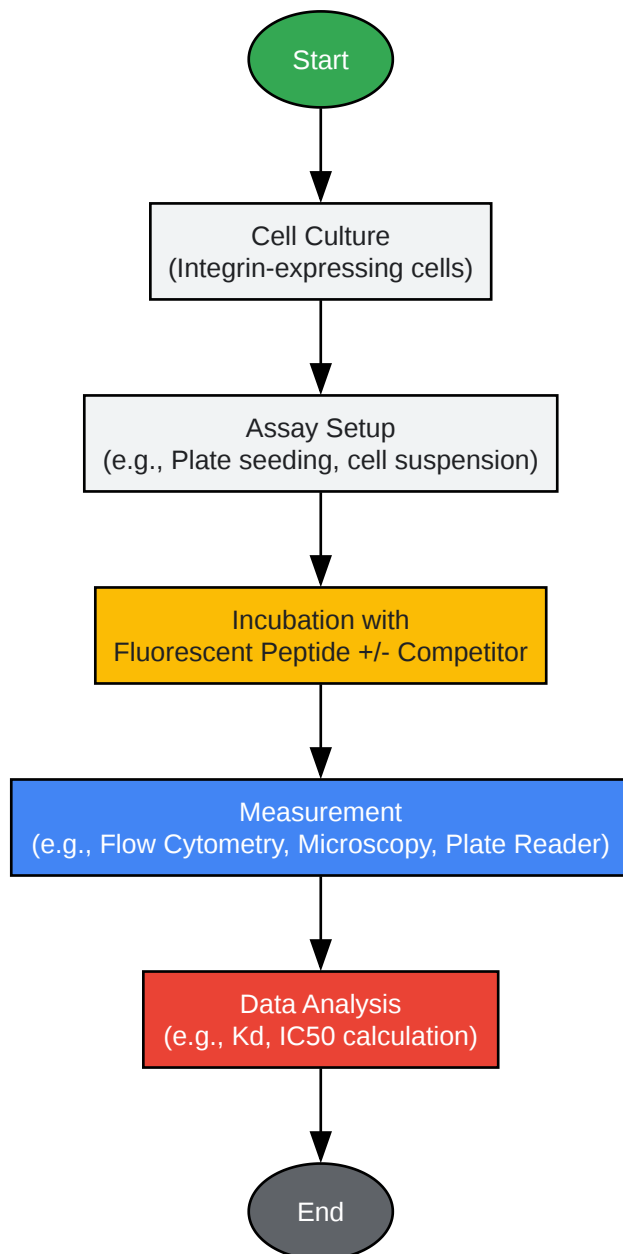 Start
Cell Culture
(Integrin-expressing cells)
Assay Setup
(e.g., Plate seeding, cell suspension)
Incubation with
Fluorescent Peptide +/- Competitor
Measurement
(e.g., Flow Cytometry, Microscopy, Plate Reader)
Data Analysis
(e.g., Kd, IC50 calculation)
End